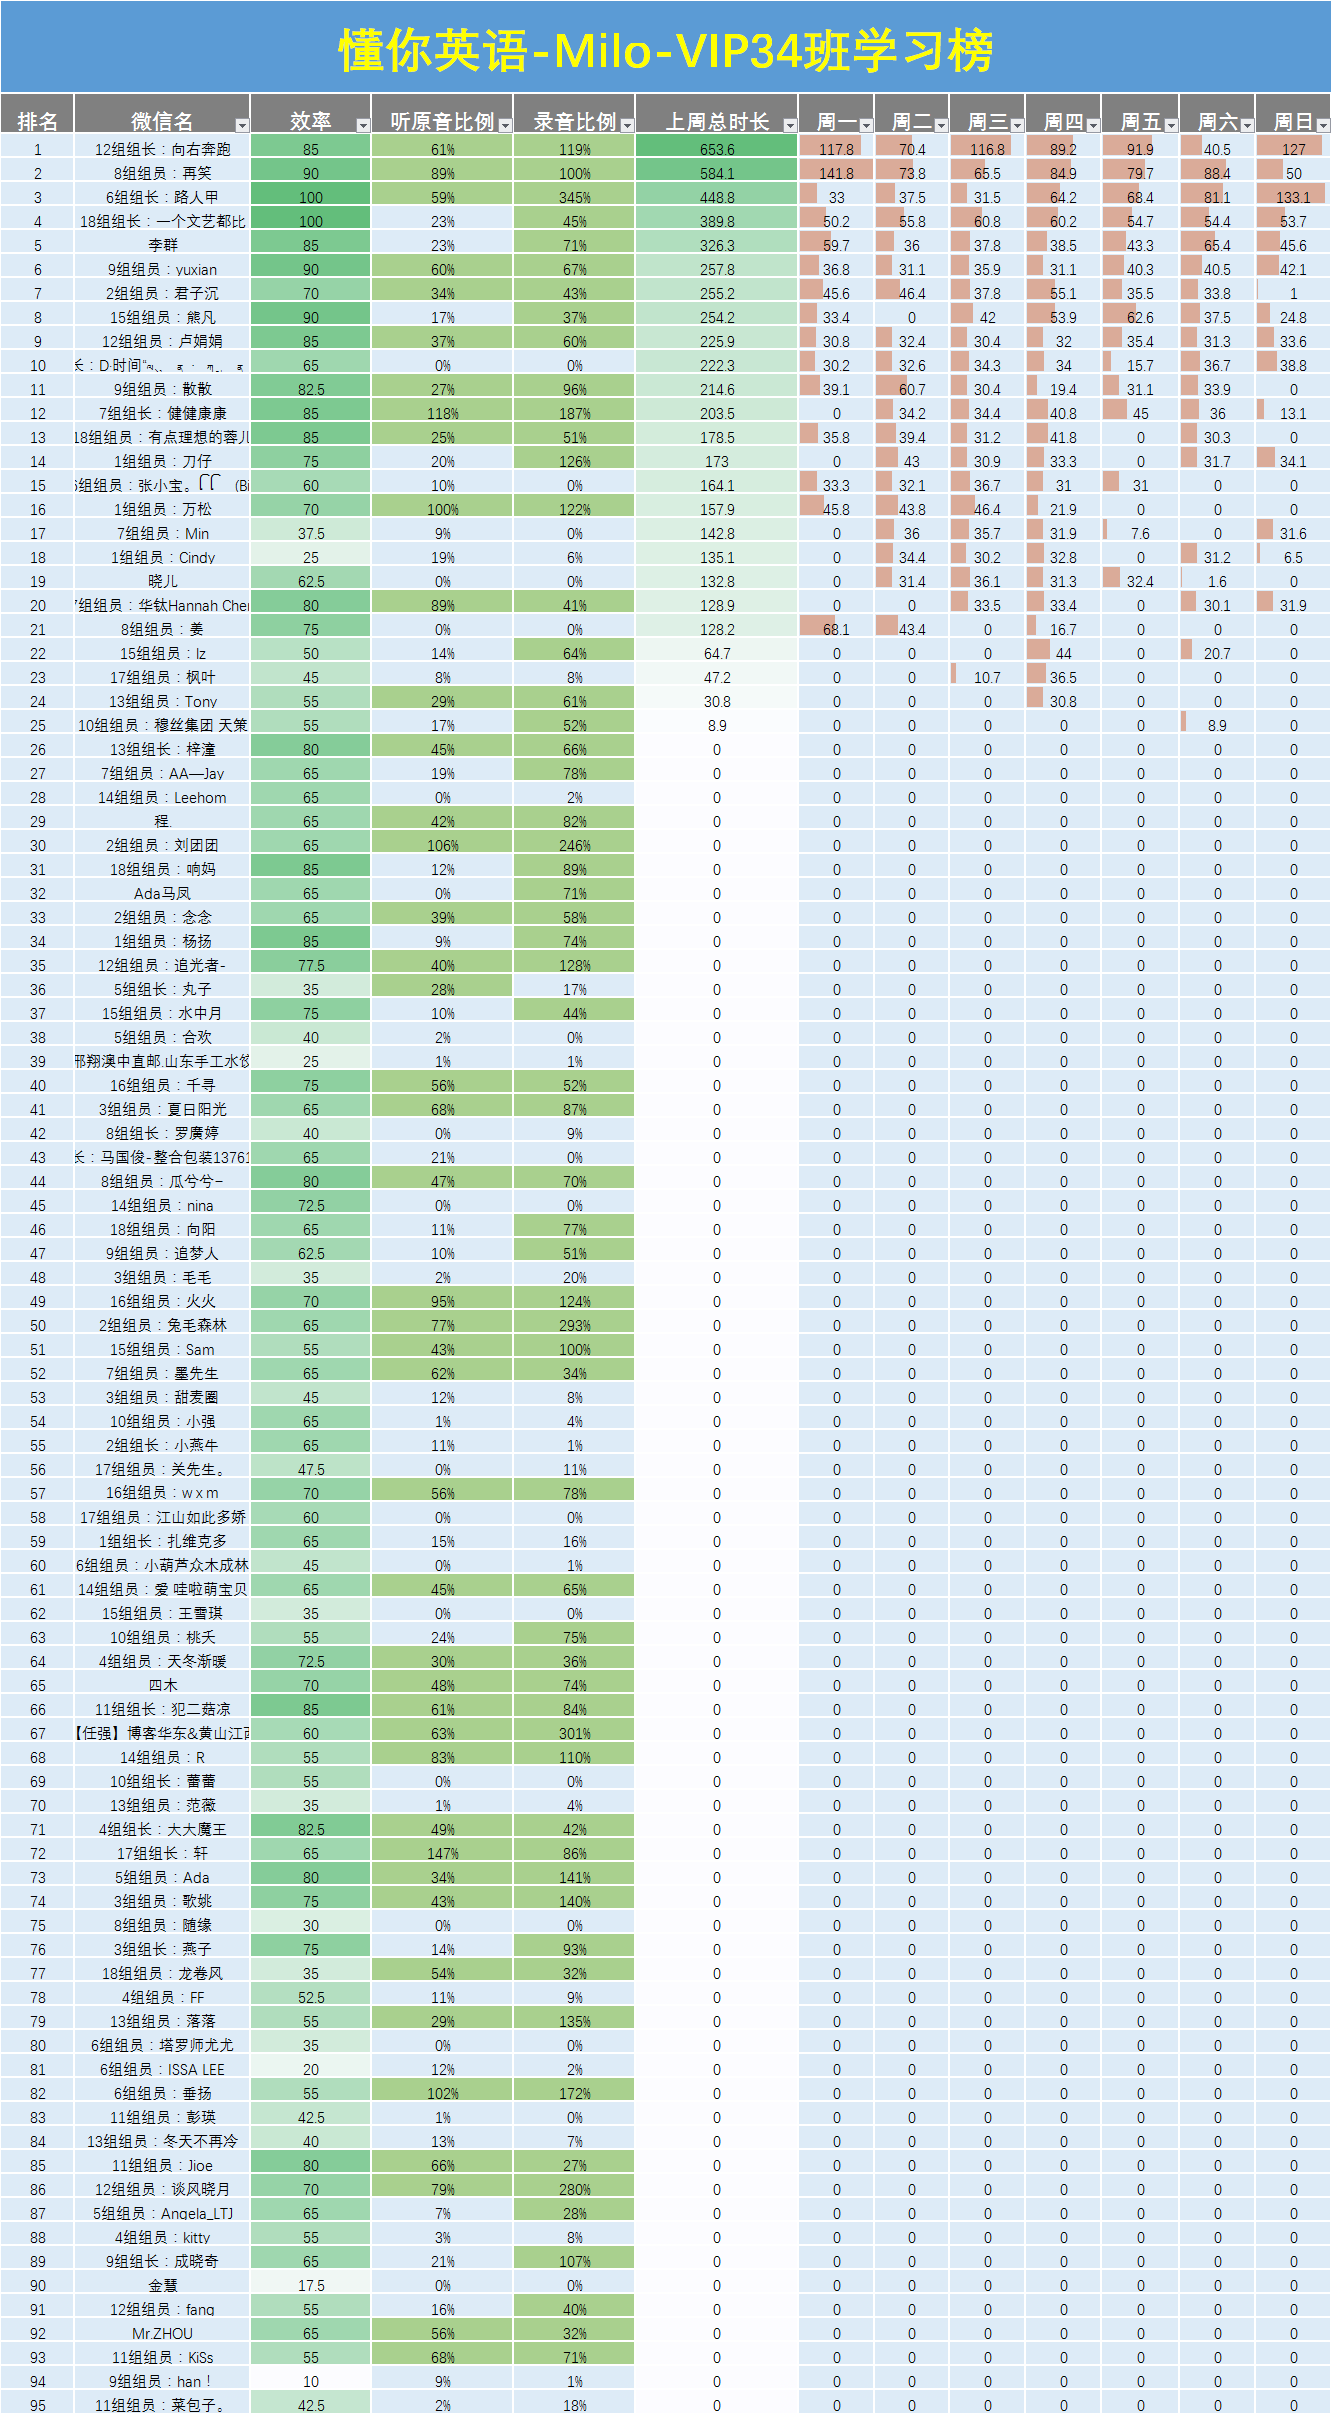 懂你英语-Milo-VIP34班学习榜
排名 微信名 效率 听原音比例 录音比例 上周总时长 周一 周二 周三 周四 周五 周六 周日
1 12组组长：向右奔跑 85 61% 119% 653.6 117.8 70.4 116.8 89.2 91.9 40.5 127
2 8组组员：再笑 90 89% 100% 584.1 141.8 73.8 65.5 84.9 79.7 88.4 50
3 6组组长：路人甲 100 59% 345% 448.8 33 37.5 31.5 64.2 68.4 81.1 133.1
4 18组组长：一个文艺都比 100 23% 45% 389.8 50.2 55.8 60.8 60.2 54.7 54.4 53.7
5 李群 85 23% 71% 326.3 59.7 36 37.8 38.5 43.3 65.4 45.6
6 9组组员：yuxian 90 60% 67% 257.8 36.8 31.1 35.9 31.1 40.3 40.5 42.1
7 2组组员：君子沉 70 34% 43% 255.2 45.6 46.4 37.8 55.1 35.5 33.8 1
8 15组组员：熊凡 90 17% 37% 254.2 33.4 0 42 53.9 62.6 37.5 24.8
9 12组组员：卢娟娟 85 37% 60% 225.9 30.8 32.4 30.4 32 35.4 31.3 33.6
10 长：D·时间 65 0% 0% 222.3 30.2 32.6 34.3 34 15.7 36.7 38.8
11 9组组员：散散 82.5 27% 96% 214.6 39.1 60.7 30.4 19.4 31.1 33.9 0
12 7组组长：健健康康 85 118% 187% 203.5 0 34.2 34.4 40.8 45 36 13.1
13 18组组员：有点理想的蓉儿 85 25% 51% 178.5 35.8 39.4 31.2 41.8 0 30.3 0
14 1组组员：刀仔 75 20% 126% 173 0 43 30.9 33.3 0 31.7 34.1
15 6组组员：张小宝。 (Bi 60 10% 0% 164.1 33.3 32.1 36.7 31 31 0 0
16 1组组员：万松 70 100% 122% 157.9 45.8 43.8 46.4 21.9 0 0 0
17 7组组员：Min 37.5 9% 0% 142.8 0 36 35.7 31.9 7.6 0 31.6
18 1组组员：Cindy 25 19% 6% 135.1 0 34.4 30.2 32.8 0 31.2 6.5
19 晓儿 62.5 0% 0% 132.8 0 31.4 36.1 31.3 32.4 1.6 0
20 7组组员：华钛Hannah Cher 80 89% 41% 128.9 0 0 33.5 33.4 0 30.1 31.9
21 8组组员：姜 75 0% 0% 128.2 68.1 43.4 0 16.7 0 0 0
22 15组组员：lz 50 14% 64% 64.7 0 0 0 44 0 20.7 0
23 17组组员：枫叶 45 8% 8% 47.2 0 0 10.7 36.5 0 0 0
24 13组组员：Tony 55 29% 61% 30.8 0 0 0 30.8 0 0 0
25 10组组员：穆丝集团 天策 55 17% 52% 8.9 0 0 0 0 0 8.9 0
26 13组组长：梓潼 80 45% 66% 0 0 0 0 0 0 0 0
27 7组组员：AA—Jay 65 19% 78% 0 0 0 0 0 0 0 0
28 14组组员：Leehom 65 0% 2% 0 0 0 0 0 0 0 0
29 程. 65 42% 82% 0 0 0 0 0 0 0 0
30 2组组员：刘团团 65 106% 246% 0 0 0 0 0 0 0 0
31 18组组员：响妈 85 12% 89% 0 0 0 0 0 0 0 0
32 Ada马凤 65 0% 71% 0 0 0 0 0 0 0 0
33 2组组员：念念 65 39% 58% 0 0 0 0 0 0 0 0
34 1组组员：杨扬 85 9% 74% 0 0 0 0 0 0 0 0
35 12组组员：追光者- 77.5 40% 128% 0 0 0 0 0 0 0 0
36 5组组长：丸子 35 28% 17% 0 0 0 0 0 0 0 0
37 15组组员：水中月 75 10% 44% 0 0 0 0 0 0 0 0
38 5组组员：合欢 40 2% 0% 0 0 0 0 0 0 0 0
39 邢翔澳中直邮.山东手工水饺 25 1% 1% 0 0 0 0 0 0 0 0
40 16组组员：千寻 75 56% 52% 0 0 0 0 0 0 0 0
41 3组组员：夏日阳光 65 68% 87% 0 0 0 0 0 0 0 0
42 8组组长：罗廣婷 40 0% 9% 0 0 0 0 0 0 0 0
43 长：马国俊-整合包装13761 65 21% 0% 0 0 0 0 0 0 0 0
44 8组组员：瓜兮兮~ 80 47% 70% 0 0 0 0 0 0 0 0
45 14组组员：nina 72.5 0% 0% 0 0 0 0 0 0 0 0
46 18组组员：向阳 65 11% 77% 0 0 0 0 0 0 0 0
47 9组组员：追梦人 62.5 10% 51% 0 0 0 0 0 0 0 0
48 3组组员：毛毛 35 2% 20% 0 0 0 0 0 0 0 0
49 16组组员：火火 70 95% 124% 0 0 0 0 0 0 0 0
50 2组组员：兔毛森林 65 77% 293% 0 0 0 0 0 0 0 0
51 15组组员：Sam 55 43% 100% 0 0 0 0 0 0 0 0
52 7组组员：墨先生 65 62% 34% 0 0 0 0 0 0 0 0
53 3组组员：甜麦圈 45 12% 8% 0 0 0 0 0 0 0 0
54 10组组员：小强 65 1% 4% 0 0 0 0 0 0 0 0
55 2组组长：小燕牛 65 11% 1% 0 0 0 0 0 0 0 0
56 17组组员：关先生。 47.5 0% 11% 0 0 0 0 0 0 0 0
57 16组组员：w x m 70 56% 78% 0 0 0 0 0 0 0 0
58 17组组员：江山如此多娇 60 0% 0% 0 0 0 0 0 0 0 0
59 1组组长：扎维克多 65 15% 16% 0 0 0 0 0 0 0 0
60 6组组员：小葫芦众木成林 45 0% 1% 0 0 0 0 0 0 0 0
61 14组组员：爱 哇啦萌宝贝 65 45% 65% 0 0 0 0 0 0 0 0
62 15组组员：王雪琪 35 0% 0% 0 0 0 0 0 0 0 0
63 10组组员：桃夭 55 24% 75% 0 0 0 0 0 0 0 0
64 4组组员：天冬渐暖 72.5 30% 36% 0 0 0 0 0 0 0 0
65 四木 70 48% 74% 0 0 0 0 0 0 0 0
66 11组组长：犯二菇凉 85 61% 84% 0 0 0 0 0 0 0 0
67 【任强】博客华东&黄山江西 60 63% 301% 0 0 0 0 0 0 0 0
68 14组组员：R 55 83% 110% 0 0 0 0 0 0 0 0
69 10组组长：蕾蕾 55 0% 0% 0 0 0 0 0 0 0 0
70 13组组员：范薇 35 1% 4% 0 0 0 0 0 0 0 0
71 4组组长：大大魔王 82.5 49% 42% 0 0 0 0 0 0 0 0
72 17组组长：轩 65 147% 86% 0 0 0 0 0 0 0 0
73 5组组员：Ada 80 34% 141% 0 0 0 0 0 0 0 0
74 3组组员：歌姚 75 43% 140% 0 0 0 0 0 0 0 0
75 8组组员：随缘 30 0% 0% 0 0 0 0 0 0 0 0
76 3组组长：燕子 75 14% 93% 0 0 0 0 0 0 0 0
77 18组组员：龙卷风 35 54% 32% 0 0 0 0 0 0 0 0
78 4组组员：FF 52.5 11% 9% 0 0 0 0 0 0 0 0
79 13组组员：落落 55 29% 135% 0 0 0 0 0 0 0 0
80 6组组员：塔罗师尤尤 35 0% 0% 0 0 0 0 0 0 0 0
81 6组组员：ISSA LEE 20 12% 2% 0 0 0 0 0 0 0 0
82 6组组员：垂扬 55 102% 172% 0 0 0 0 0 0 0 0
83 11组组员：彭瑛 42.5 1% 0% 0 0 0 0 0 0 0 0
84 13组组员：冬天不再冷 40 13% 7% 0 0 0 0 0 0 0 0
85 11组组员：Jioe 80 66% 27% 0 0 0 0 0 0 0 0
86 12组组员：谈风晓月 70 79% 280% 0 0 0 0 0 0 0 0
87 5组组员：Angela_LTJ 65 7% 28% 0 0 0 0 0 0 0 0
88 4组组员：kitty 55 3% 8% 0 0 0 0 0 0 0 0
89 9组组长：成晓奇 65 21% 107% 0 0 0 0 0 0 0 0
90 金慧 17.5 0% 0% 0 0 0 0 0 0 0 0
91 12组组员：fang 55 16% 40% 0 0 0 0 0 0 0 0
92 Mr.ZHOU 65 56% 32% 0 0 0 0 0 0 0 0
93 11组组员：KiSs 55 68% 71% 0 0 0 0 0 0 0 0
94 9组组员：han！ 10 9% 1% 0 0 0 0 0 0 0 0
95 11组组员：菜包子。 42.5 2% 18% 0 0 0 0 0 0 0 0